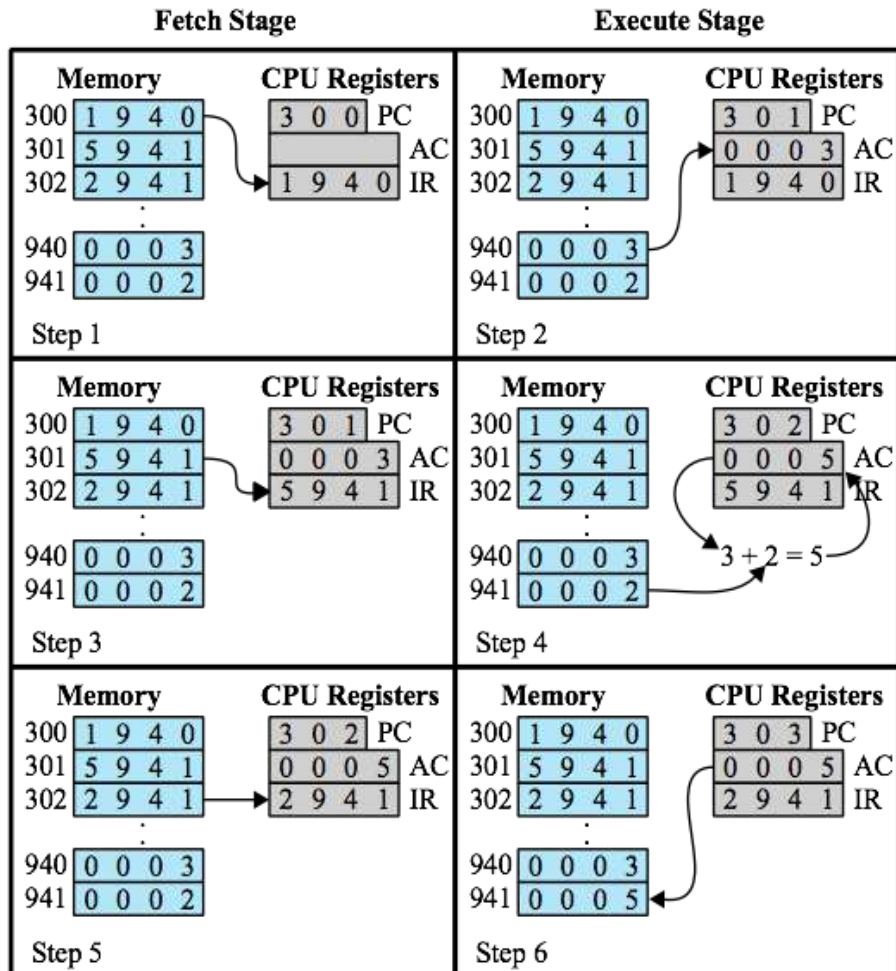 Fetch Stage Execute Stage
Memory CPU Registers
300 1 9 4 0 3 0 0 PC
301 5 9 4 1 AC
302 2 9 4 1 1 9 4 0 IR
940 0 0 0 3
941 0 0 0 2
Step 1
Memory CPU Registers
300 1 9 4 0 3 0 1 PC
301 5 9 4 1 0 0 0 3 AC
302 2 9 4 1 1 9 4 0 IR
940 0 0 0 3
941 0 0 0 2
Step 2
Memory CPU Registers
300 1 9 4 0 3 0 1 PC
301 5 9 4 1 0 0 0 3 AC
302 2 9 4 1 5 9 4 1 IR
940 0 0 0 3
941 0 0 0 2
Step 3
Memory CPU Registers
300 1 9 4 0 3 0 2 PC
301 5 9 4 1 0 0 0 5 AC
302 2 9 4 1 5 9 4 1 IR
940 0 0 0 3 3 + 2 = 5
941 0 0 0 2
Step 4
Memory CPU Registers
300 1 9 4 0 3 0 2 PC
301 5 9 4 1 0 0 0 5 AC
302 2 9 4 1 2 9 4 1 IR
940 0 0 0 3
941 0 0 0 2
Step 5
Memory CPU Registers
300 1 9 4 0 3 0 3 PC
301 5 9 4 1 0 0 0 5 AC
302 2 9 4 1 2 9 4 1 IR
940 0 0 0 3
941 0 0 0 5
Step 6